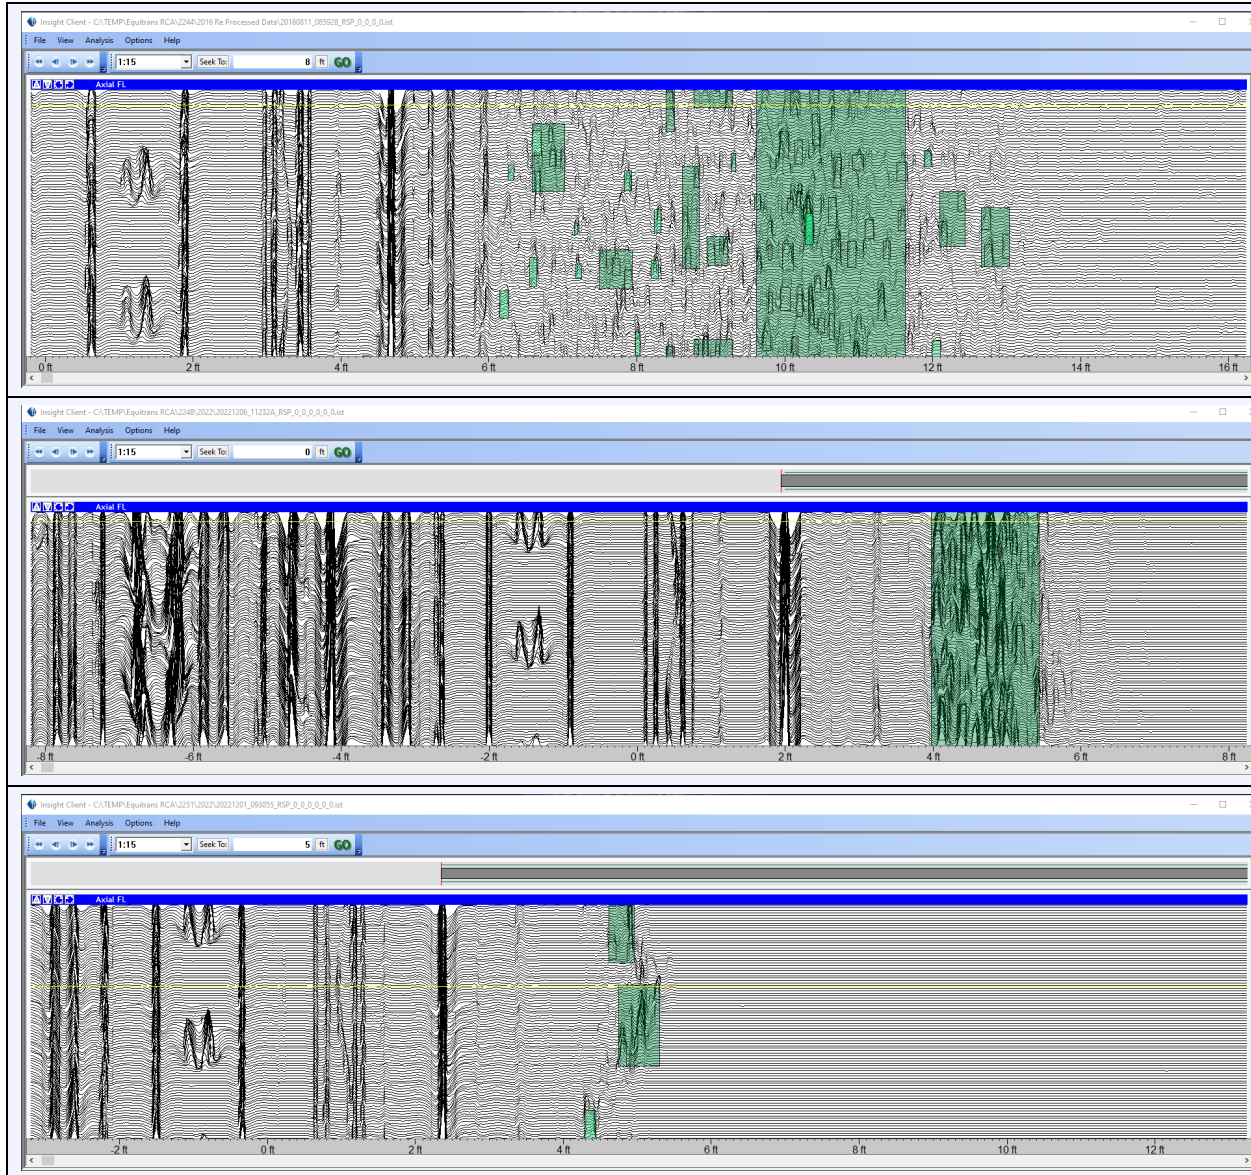 Insight Client - C:\TEMP\Equitrans RCA\2244\2016 Re Processed Data\20160811_085928_RSP_0_0_0_0.ist
File View Analysis Options Help
1:15 Seek To: 8 ft GO
Axial FL
0 ft 2 ft 4 ft 6 ft 8 ft 10 ft 12 ft 14 ft 16 ft
Insight Client - C:\TEMP\Equitrans RCA\2248\2022\20221206_11232A_RSP_0_0_0_0_0_0.ist
File View Analysis Options Help
1:15 Seek To: 0 ft GO
Axial FL
-8 ft -6 ft -4 ft -2 ft 0 ft 2 ft 4 ft 6 ft 8 ft
Insight Client - C:\TEMP\Equitrans RCA\2251\2022\20221201_093055_RSP_0_0_0_0_0_0.ist
File View Analysis Options Help
1:15 Seek To: 5 ft GO
Axial FL
-2 ft 0 ft 2 ft 4 ft 6 ft 8 ft 10 ft 12 ft